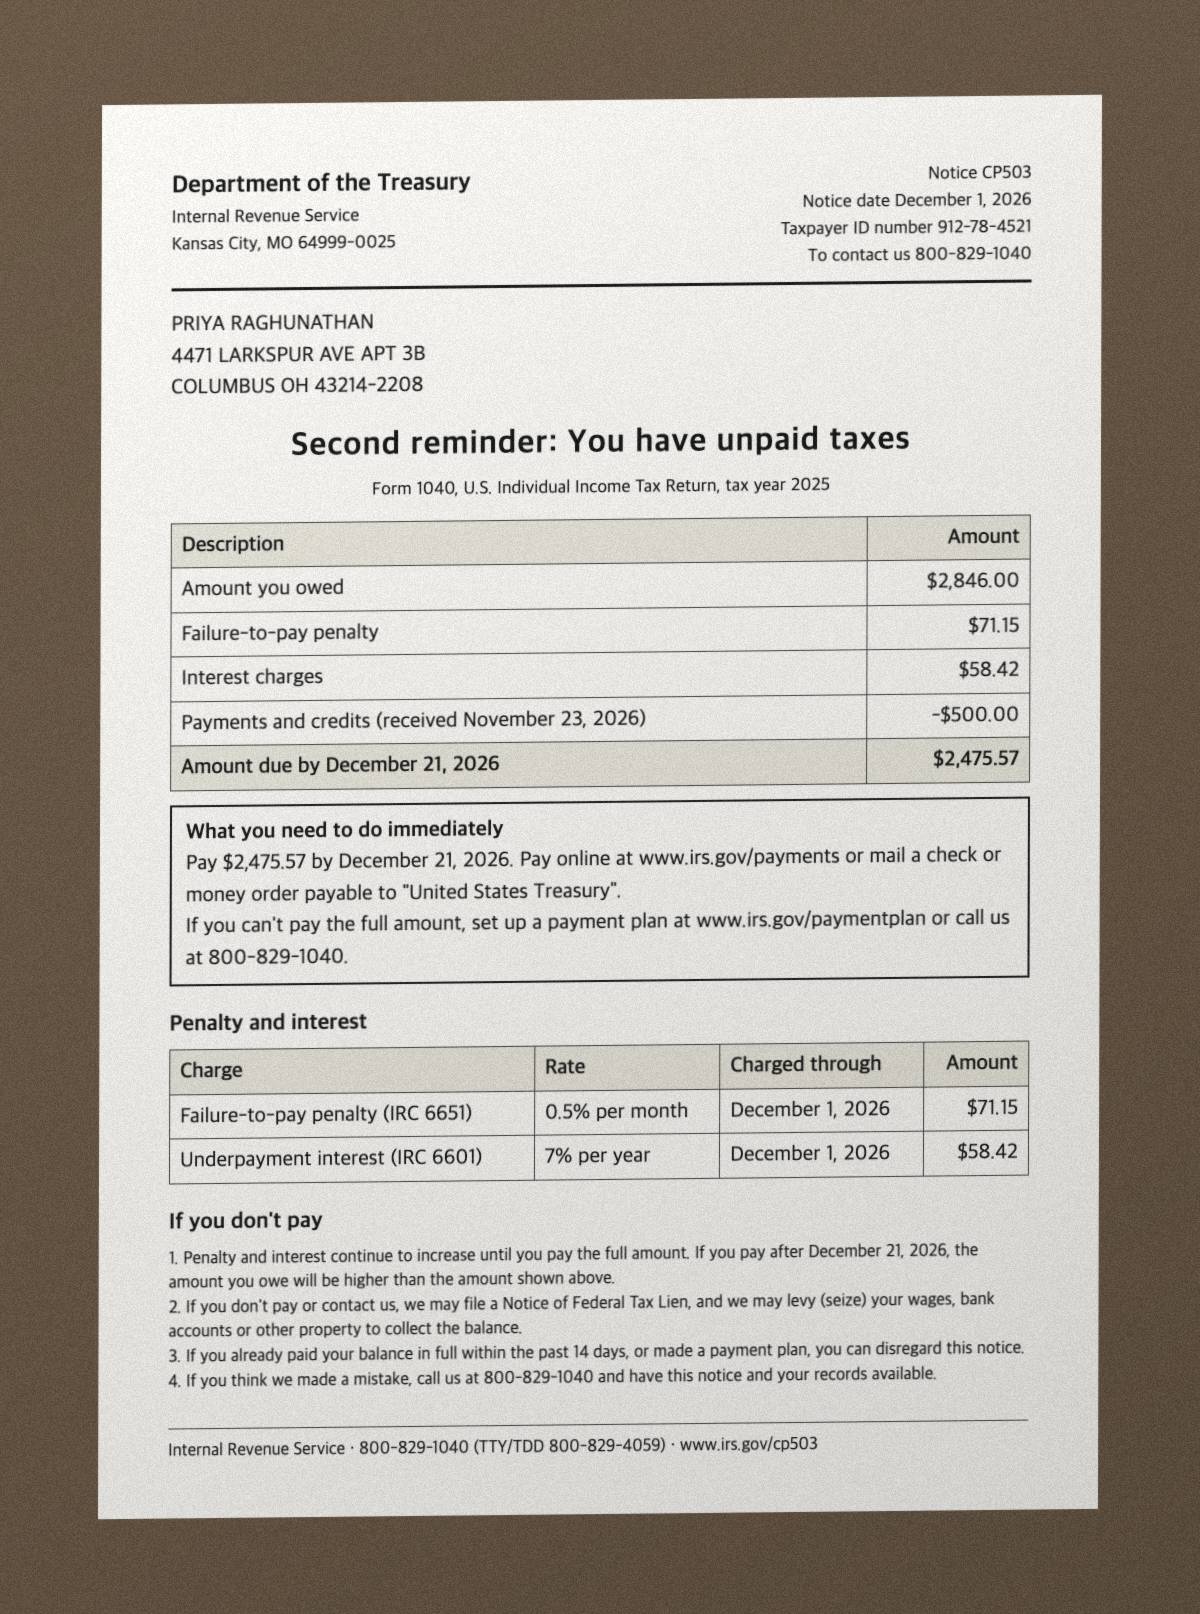 Department of the Treasury
Internal Revenue Service
Kansas City, MO 64999-0025
Notice CP503
Notice date December 1, 2026
Taxpayer ID number 912-78-4521
To contact us 800-829-1040
PRIYA RAGHUNATHAN
4471 LARKSPUR AVE APT 3B
COLUMBUS OH 43214-2208
Second reminder: You have unpaid taxes
Form 1040, U.S. Individual Income Tax Return, tax year 2025
Description Amount
Amount you owed $2,846.00
Failure-to-pay penalty $71.15
Interest charges $58.42
Payments and credits (received November 23, 2026) -$500.00
Amount due by December 21, 2026 $2,475.57
What you need to do immediately
Pay $2,475.57 by December 21, 2026. Pay online at www.irs.gov/payments or mail a check or
money order payable to "United States Treasury".
If you can't pay the full amount, set up a payment plan at www.irs.gov/paymentplan or call us
at 800-829-1040.
Penalty and interest
Charge Rate Charged through Amount
Failure-to-pay penalty (IRC 6651) 0.5% per month December 1, 2026 $71.15
Underpayment interest (IRC 6601) 7% per year December 1, 2026 $58.42
If you don't pay
1. Penalty and interest continue to increase until you pay the full amount. If you pay after December 21, 2026, the
amount you owe will be higher than the amount shown above.
2. If you don't pay or contact us, we may file a Notice of Federal Tax Lien, and we may levy (seize) your wages, bank
accounts or other property to collect the balance.
3. If you already paid your balance in full within the past 14 days, or made a payment plan, you can disregard this notice.
4. If you think we made a mistake, call us at 800-829-1040 and have this notice and your records available.
Internal Revenue Service · 800-829-1040 (TTY/TDD 800-829-4059) · www.irs.gov/cp503